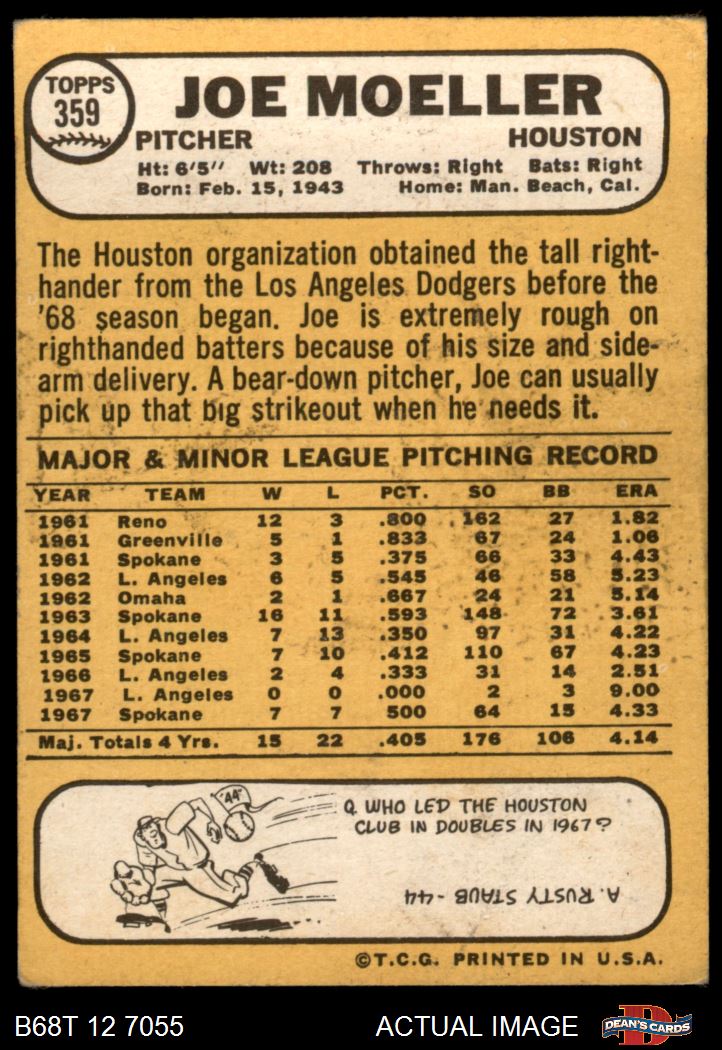 TOPPS
359
JOE MOELLER
PITCHER HOUSTON
Ht: 6'5" Wt: 208 Throws: Right Bats: Right
Born: Feb. 15, 1943 Home: Man. Beach, Cal.
The Houston organization obtained the tall right-
hander from the Los Angeles Dodgers before the
'68 season began. Joe is extremely rough on
righthanded batters because of his size and side-
arm delivery. A bear-down pitcher, Joe can usually
pick up that big strikeout when he needs it.
MAJOR & MINOR LEAGUE PITCHING RECORD
YEAR TEAM W L PCT. SO BB ERA
1961 Reno 12 3 .800 162 27 1.82
1961 Greenville 5 1 .833 67 24 1.06
1961 Spokane 3 5 .375 66 33 4.43
1962 L. Angeles 6 5 .545 46 58 5.23
1962 Omaha 2 1 .667 24 21 5.14
1963 Spokane 16 11 .593 148 72 3.61
1964 L. Angeles 7 13 .350 97 31 4.22
1965 Spokane 7 10 .412 110 67 4.23
1966 L. Angeles 2 4 .333 31 14 2.51
1967 L. Angeles 0 0 .000 2 3 9.00
1967 Spokane 7 7 500 64 15 4.33
Maj. Totals 4 Yrs. 15 22 .405 176 106 4.14
"44"
Q. WHO LED THE HOUSTON
CLUB IN DOUBLES IN 1967?
A. RUSTY STAUB - 44
©T.C.G. PRINTED IN U.S.A.
B68T 12 7055 ACTUAL IMAGE D DEAN'S CARDS